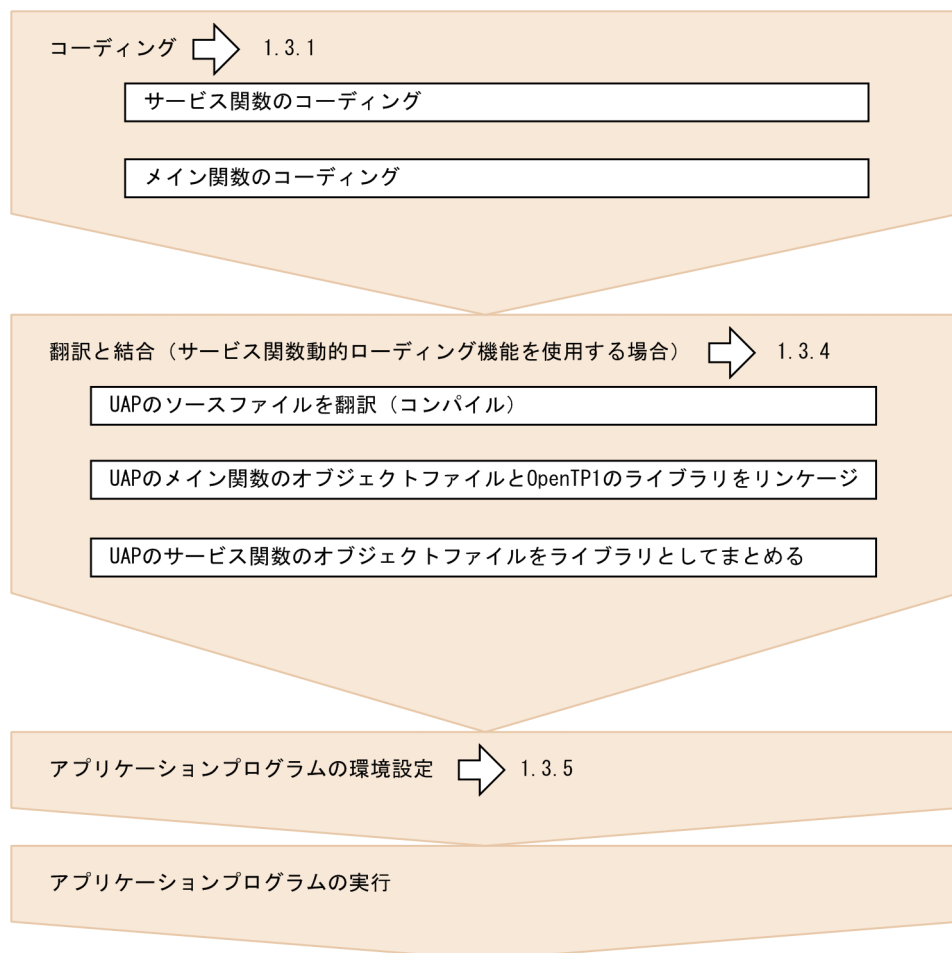 コーディング 1.3.1
サービス関数のコーディング
メイン関数のコーディング
翻訳と結合（サービス関数動的ローディング機能を使用する場合） 1.3.4
UAPのソースファイルを翻訳（コンパイル）
UAPのメイン関数のオブジェクトファイルとOpenTP1のライブラリをリンケージ
UAPのサービス関数のオブジェクトファイルをライブラリとしてまとめる
アプリケーションプログラムの環境設定 1.3.5
アプリケーションプログラムの実行